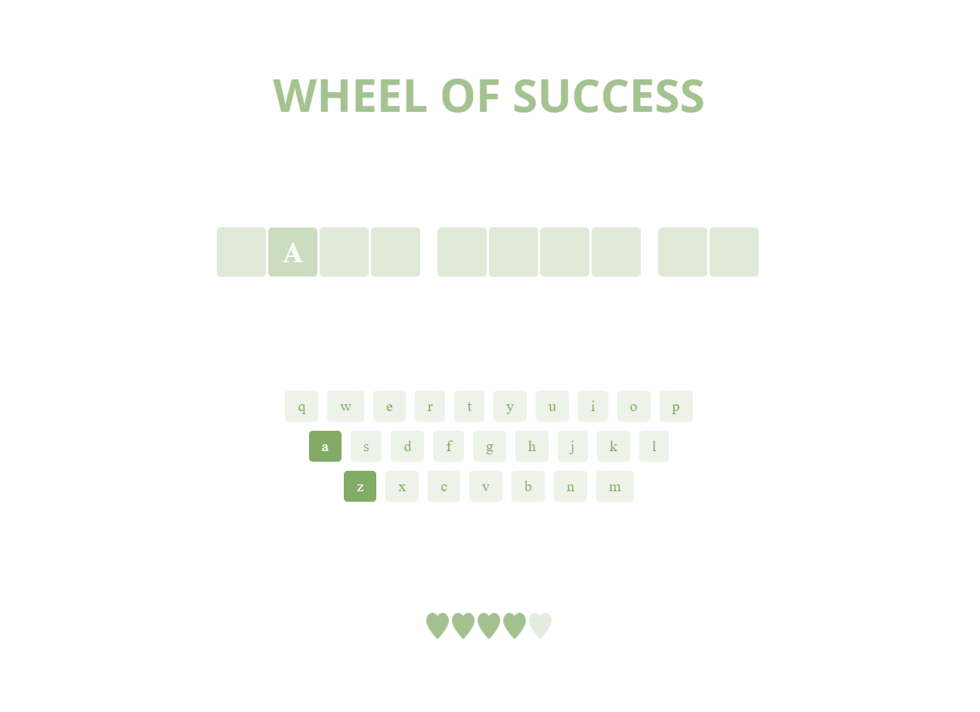 WHEEL OF SUCCESS
A
q w e r t y u i o p
a s d f g h j k l
z x c v b n m